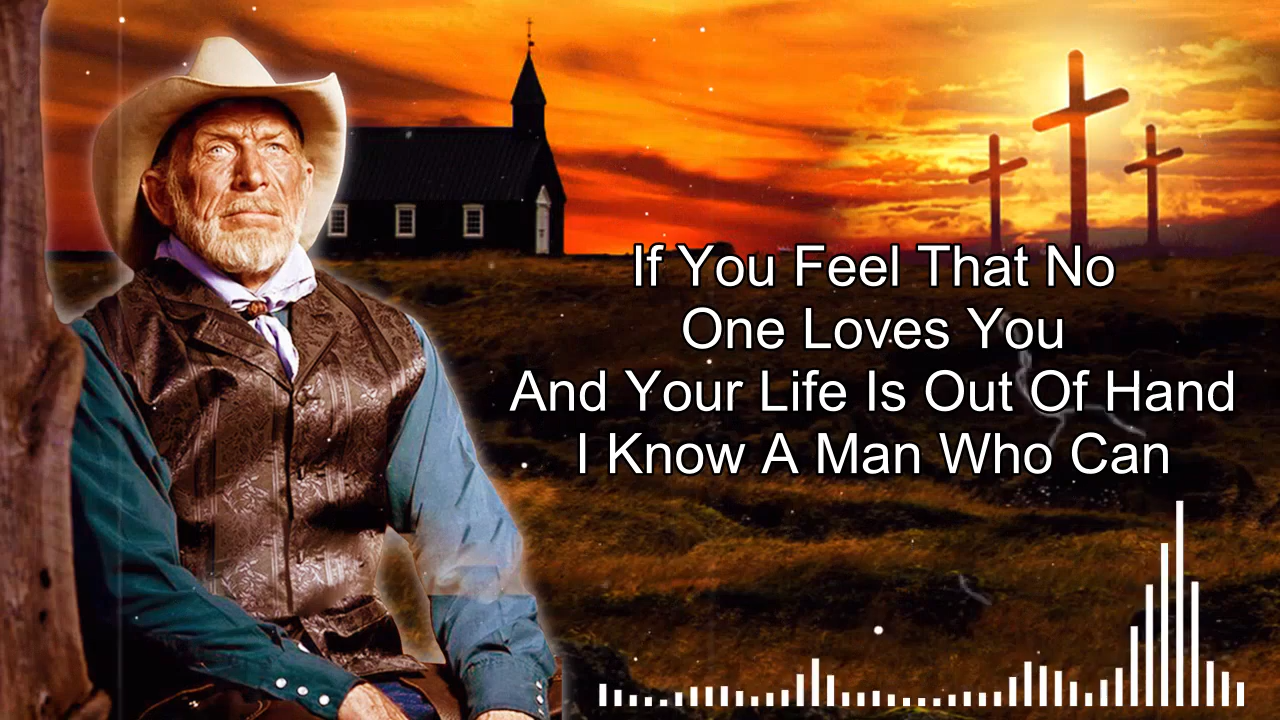 If You Feel That No
One Loves You
And Your Life Is Out Of Hand
I Know A Man Who Can